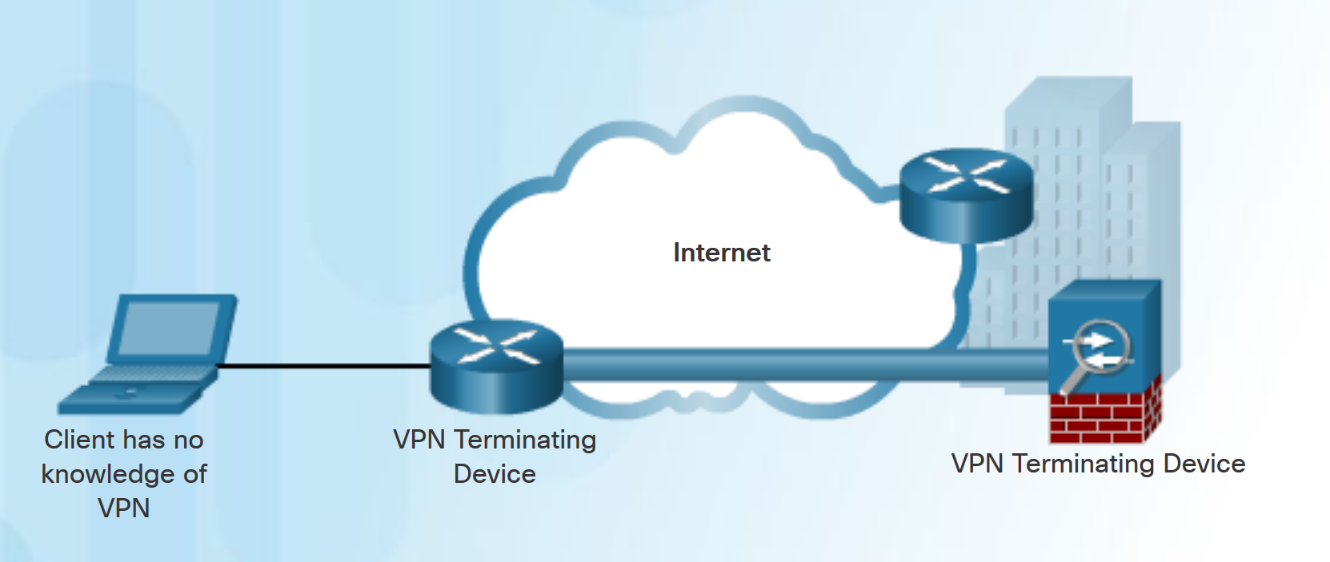 Internet
Client has no
knowledge of
VPN
VPN Terminating
Device
VPN Terminating Device